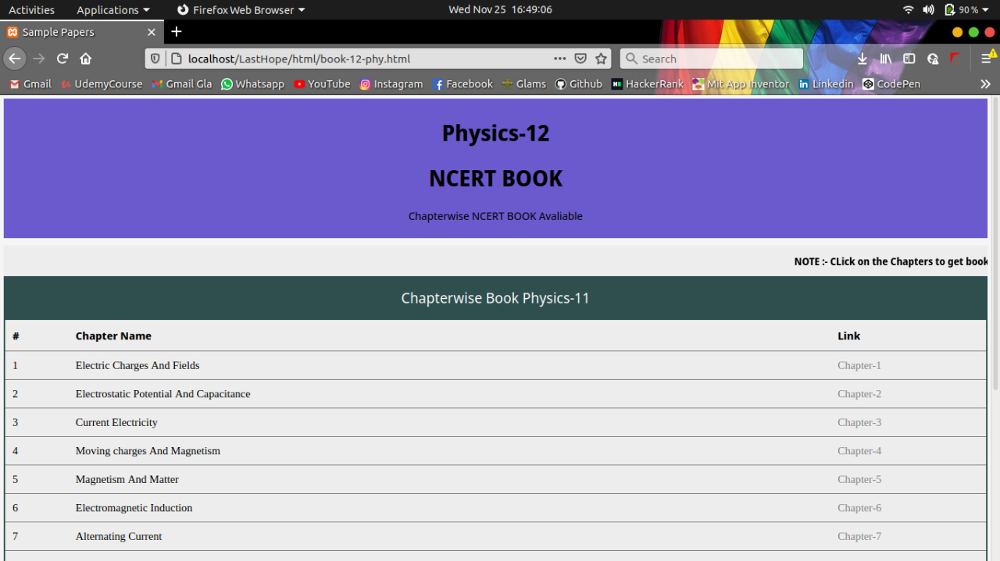 Activities Applications Firefox Web Browser Wed Nov 25 16:49:06 90 %
Sample Papers
localhost/LastHope/html/book-12-phy.html Search
Gmail UdemyCourse Gmail Gla Whatsapp YouTube Instagram Facebook Glams Github HackerRank Mit App Inventor Linkedin CodePen
Physics-12
NCERT BOOK
Chapterwise NCERT BOOK Avaliable
NOTE :- CLick on the Chapters to get book
Chapterwise Book Physics-11
# Chapter Name Link
1 Electric Charges And Fields Chapter-1
2 Electrostatic Potential And Capacitance Chapter-2
3 Current Electricity Chapter-3
4 Moving charges And Magnetism Chapter-4
5 Magnetism And Matter Chapter-5
6 Electromagnetic Induction Chapter-6
7 Alternating Current Chapter-7